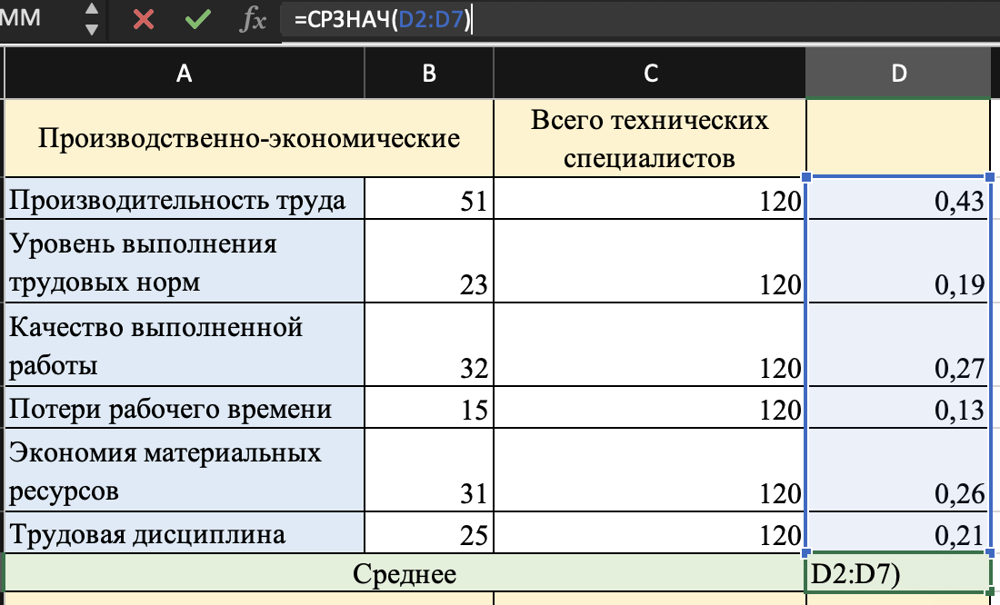 ММ fx =СРЗНАЧ(D2:D7)
A B C D
Производственно-экономические Всего технических
специалистов
Производительность труда 51 120 0,43
Уровень выполнения
трудовых норм 23 120 0,19
Качество выполненной
работы 32 120 0,27
Потери рабочего времени 15 120 0,13
Экономия материальных
ресурсов 31 120 0,26
Трудовая дисциплина 25 120 0,21
Среднее D2:D7)